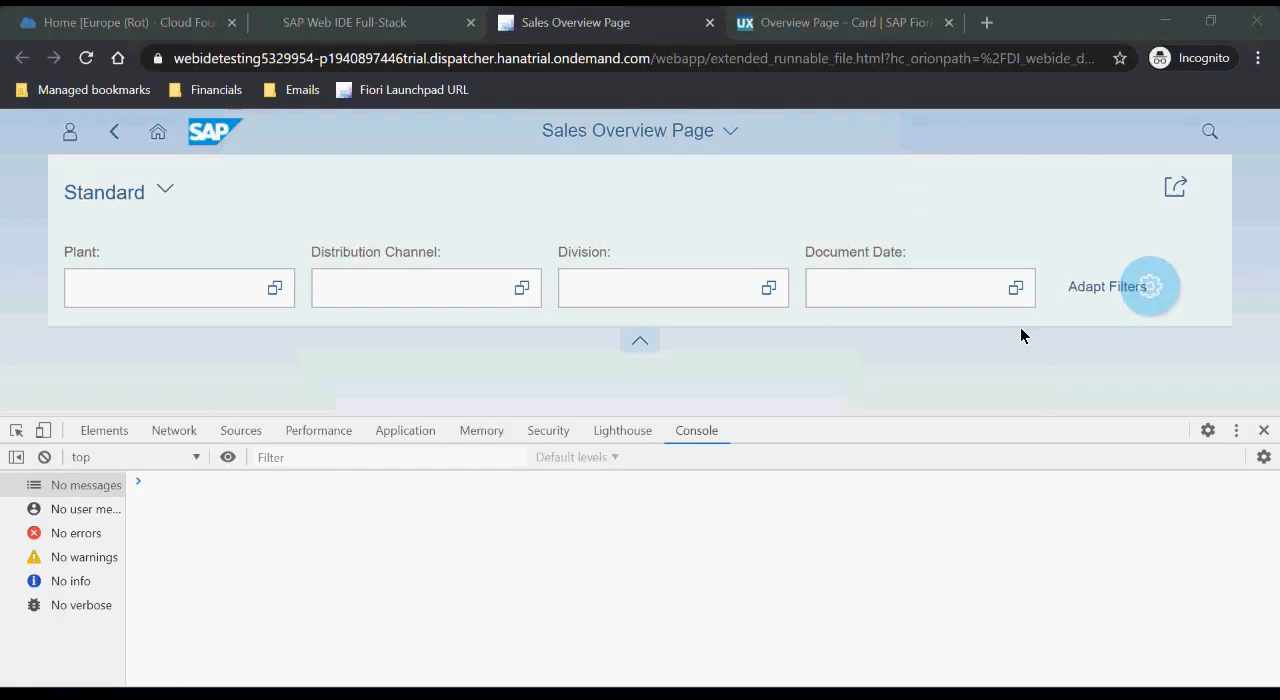 Home [Europe (Rot) - Cloud Fou
SAP Web IDE Full-Stack
Sales Overview Page
UX Overview Page – Card | SAP Fiori
webidetesting5329954-p1940897446trial.dispatcher.hanatrial.ondemand.com/webapp/extended_runnable_file.html?hc_orionpath=%2FDI_webide_d...
Incognito
Managed bookmarks
Financials
Emails
Fiori Launchpad URL
SAP
Sales Overview Page
Standard
Plant:
Distribution Channel:
Division:
Document Date:
Adapt Filters
Elements
Network
Sources
Performance
Application
Memory
Security
Lighthouse
Console
top
Filter
Default levels
No messages
No user me...
No errors
No warnings
No info
No verbose